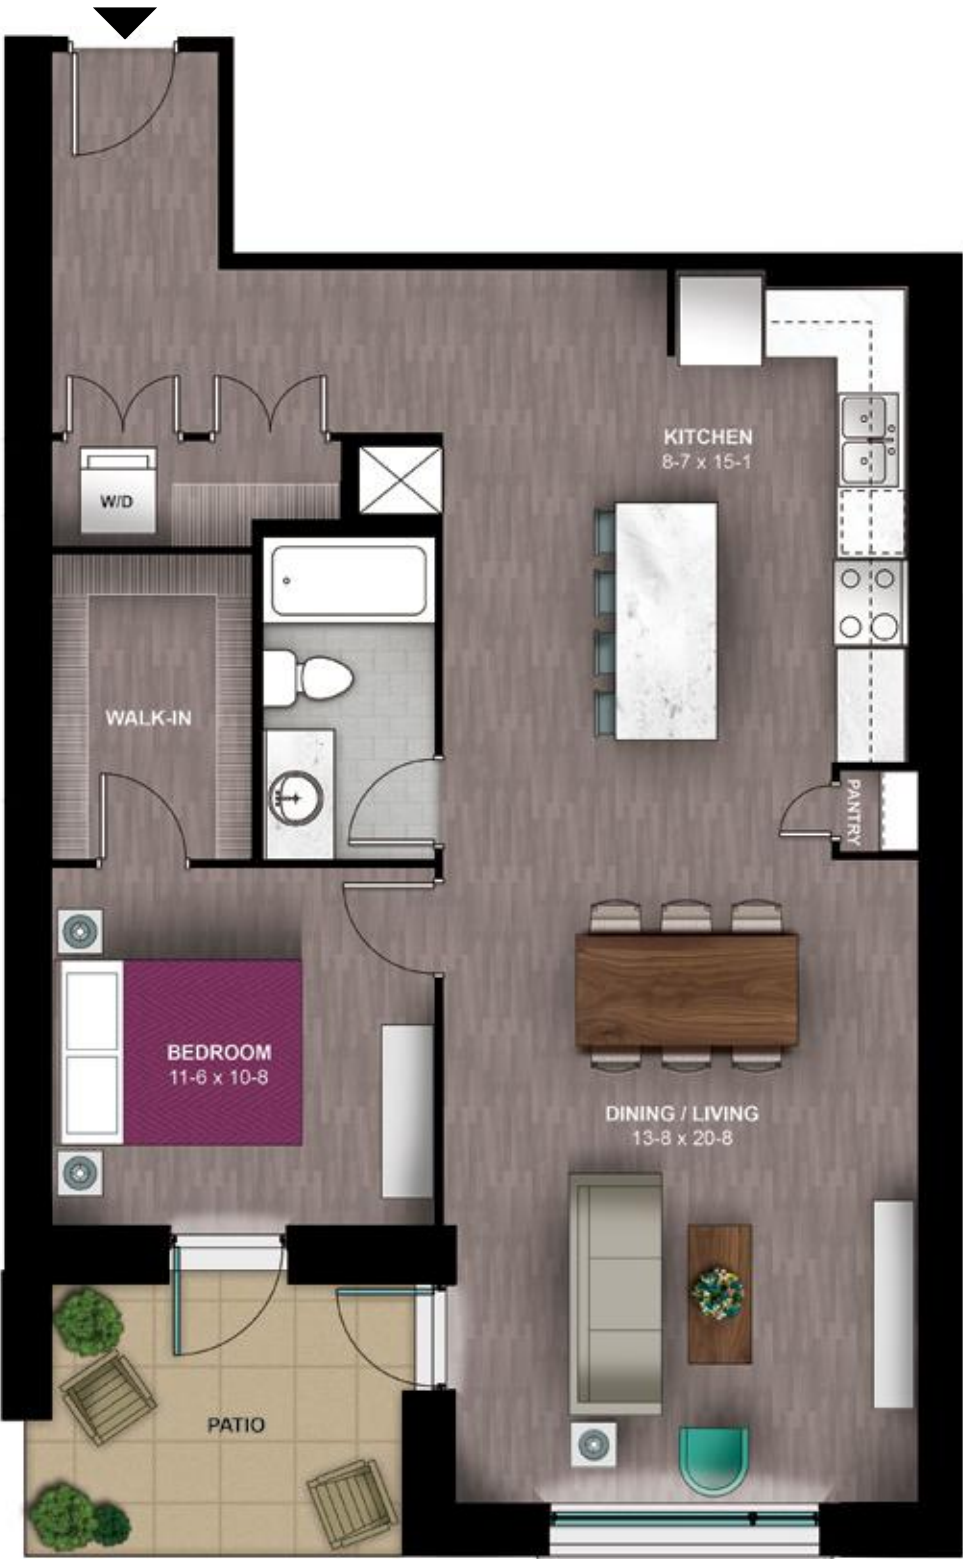 KITCHEN
8-7 x 15-1
W/D
WALK-IN
PANTRY
BEDROOM
11-6 x 10-8
DINING / LIVING
13-8 x 20-8
PATIO